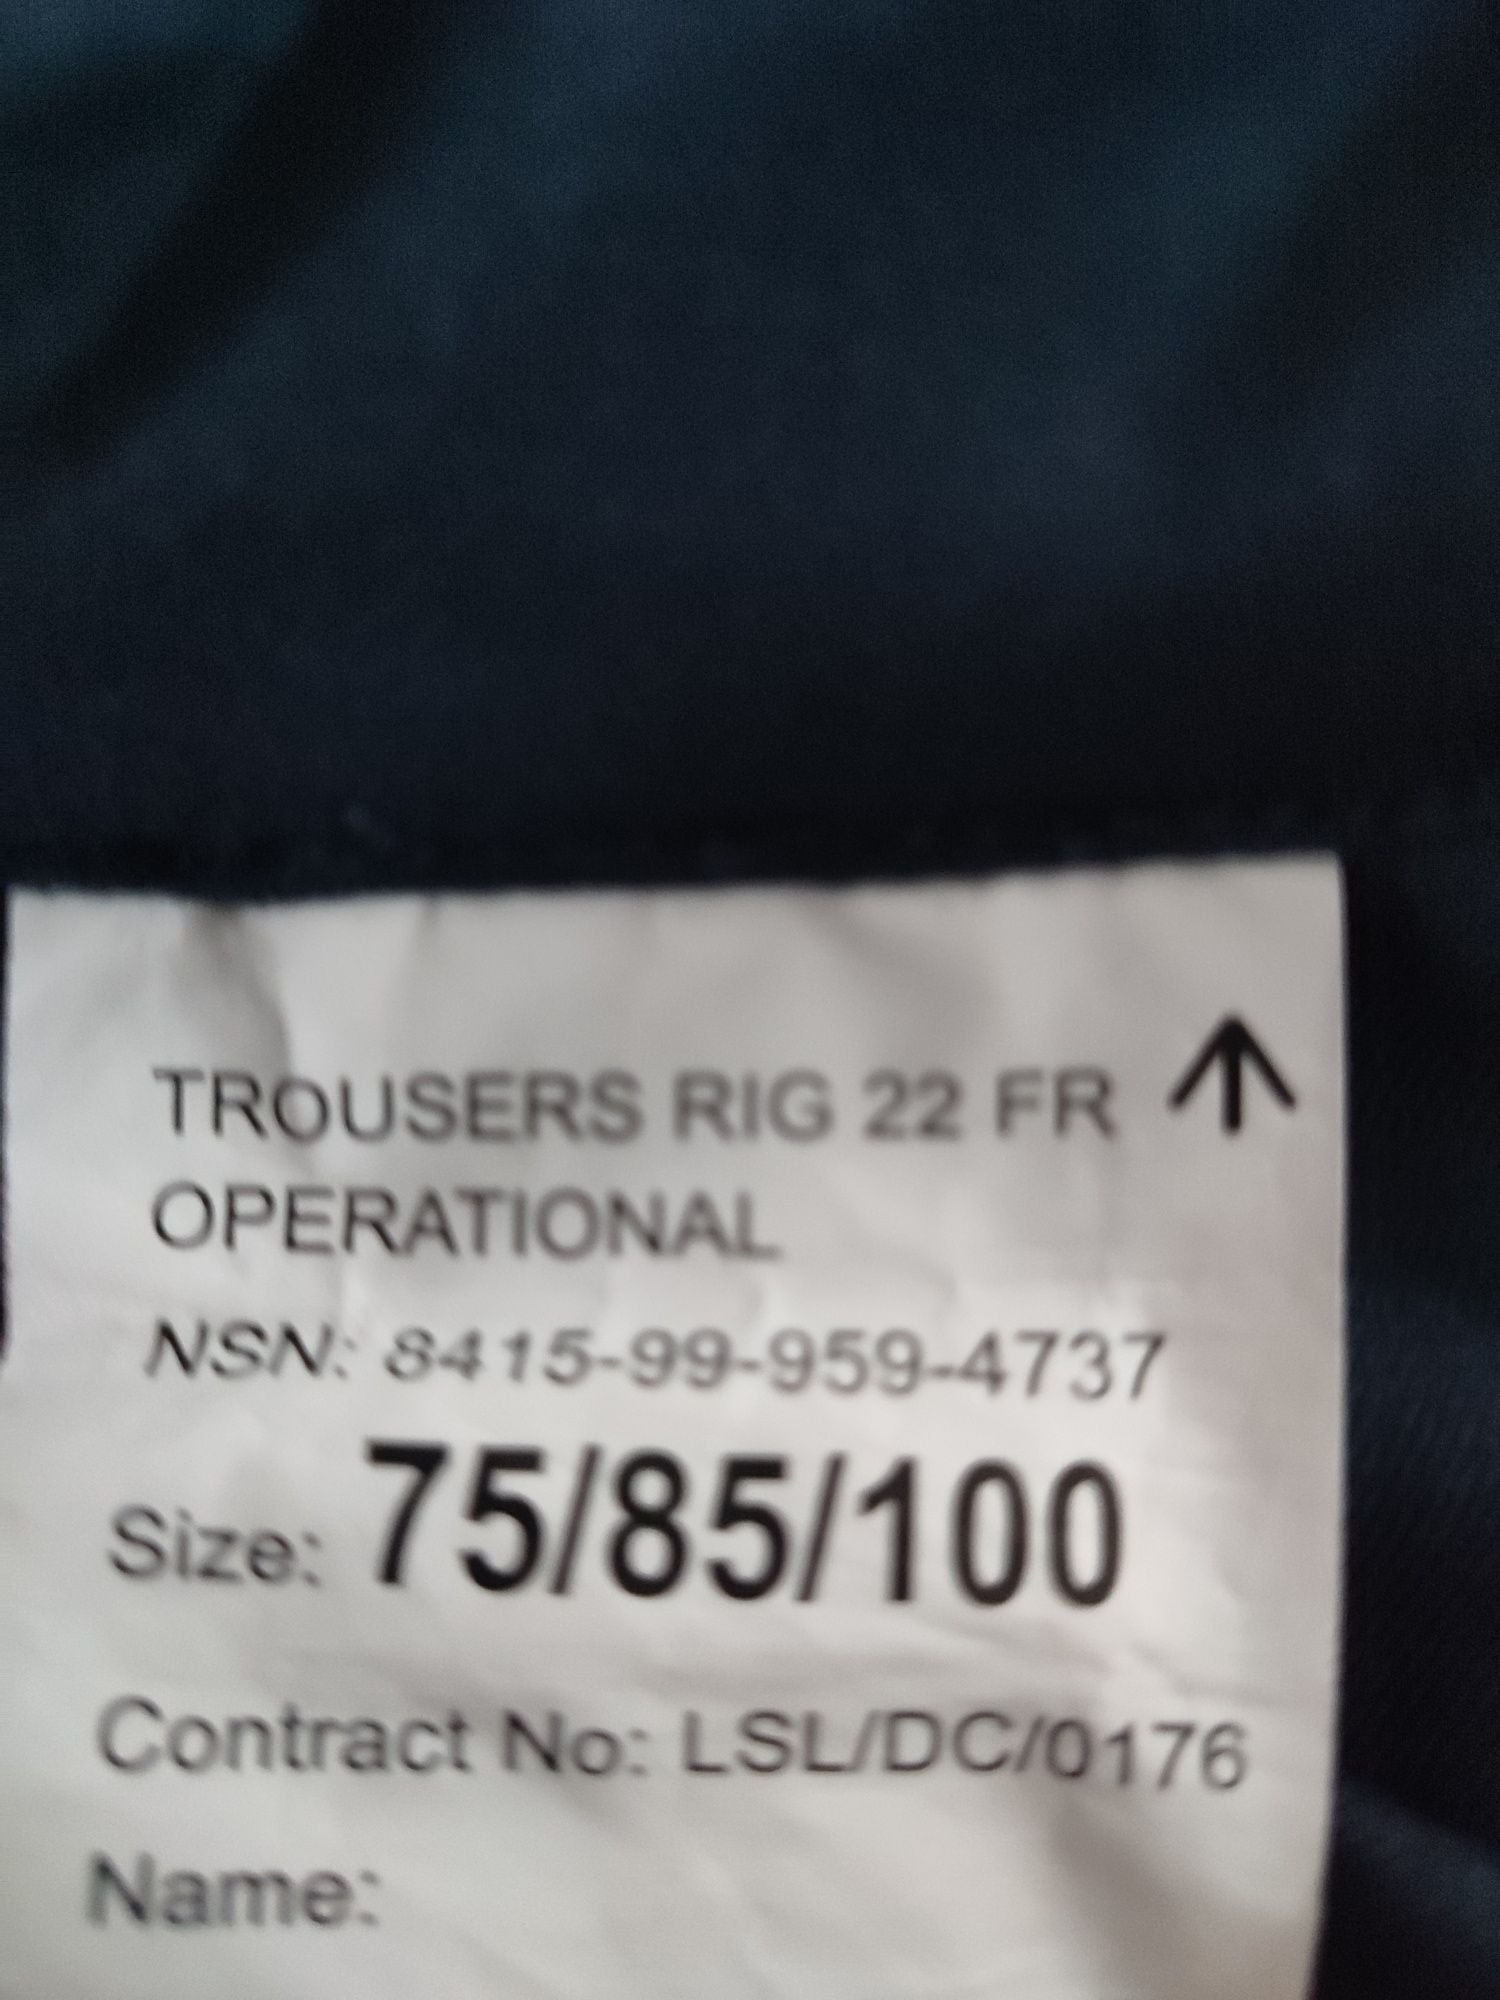 TROUSERS RIG 22 FR
OPERATIONAL
NSN: 8415-99-959-4737
Size: 75/85/100
Contract No: LSL/DC/0176
Name: